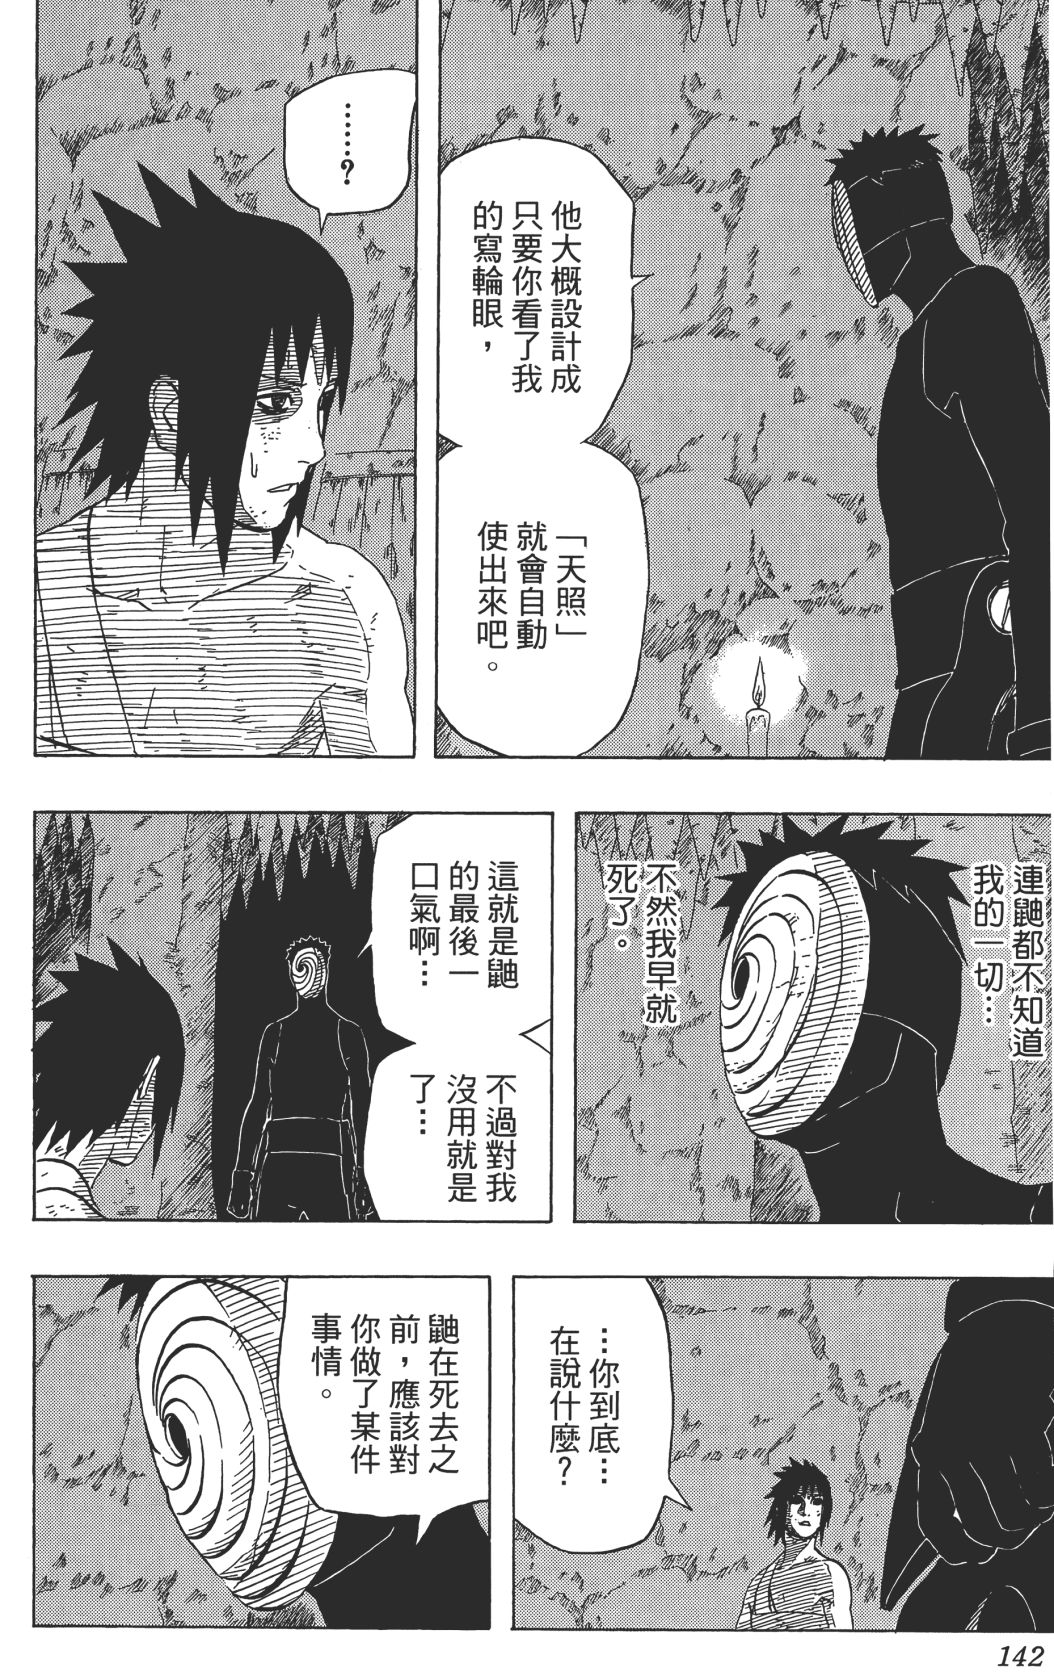 他大概設計成
只要你看了我
的寫輪眼，
「天照」
就會自動
使出來吧。
……？
連鼬都不知道
我的一切…
不然我早就
死了。
這就是鼬
的最後一
口氣啊…
不過對我
沒用就是
了…
…你到底…
在說什麼？
鼬在死去之
前，應該對
你做了某件
事情。
142